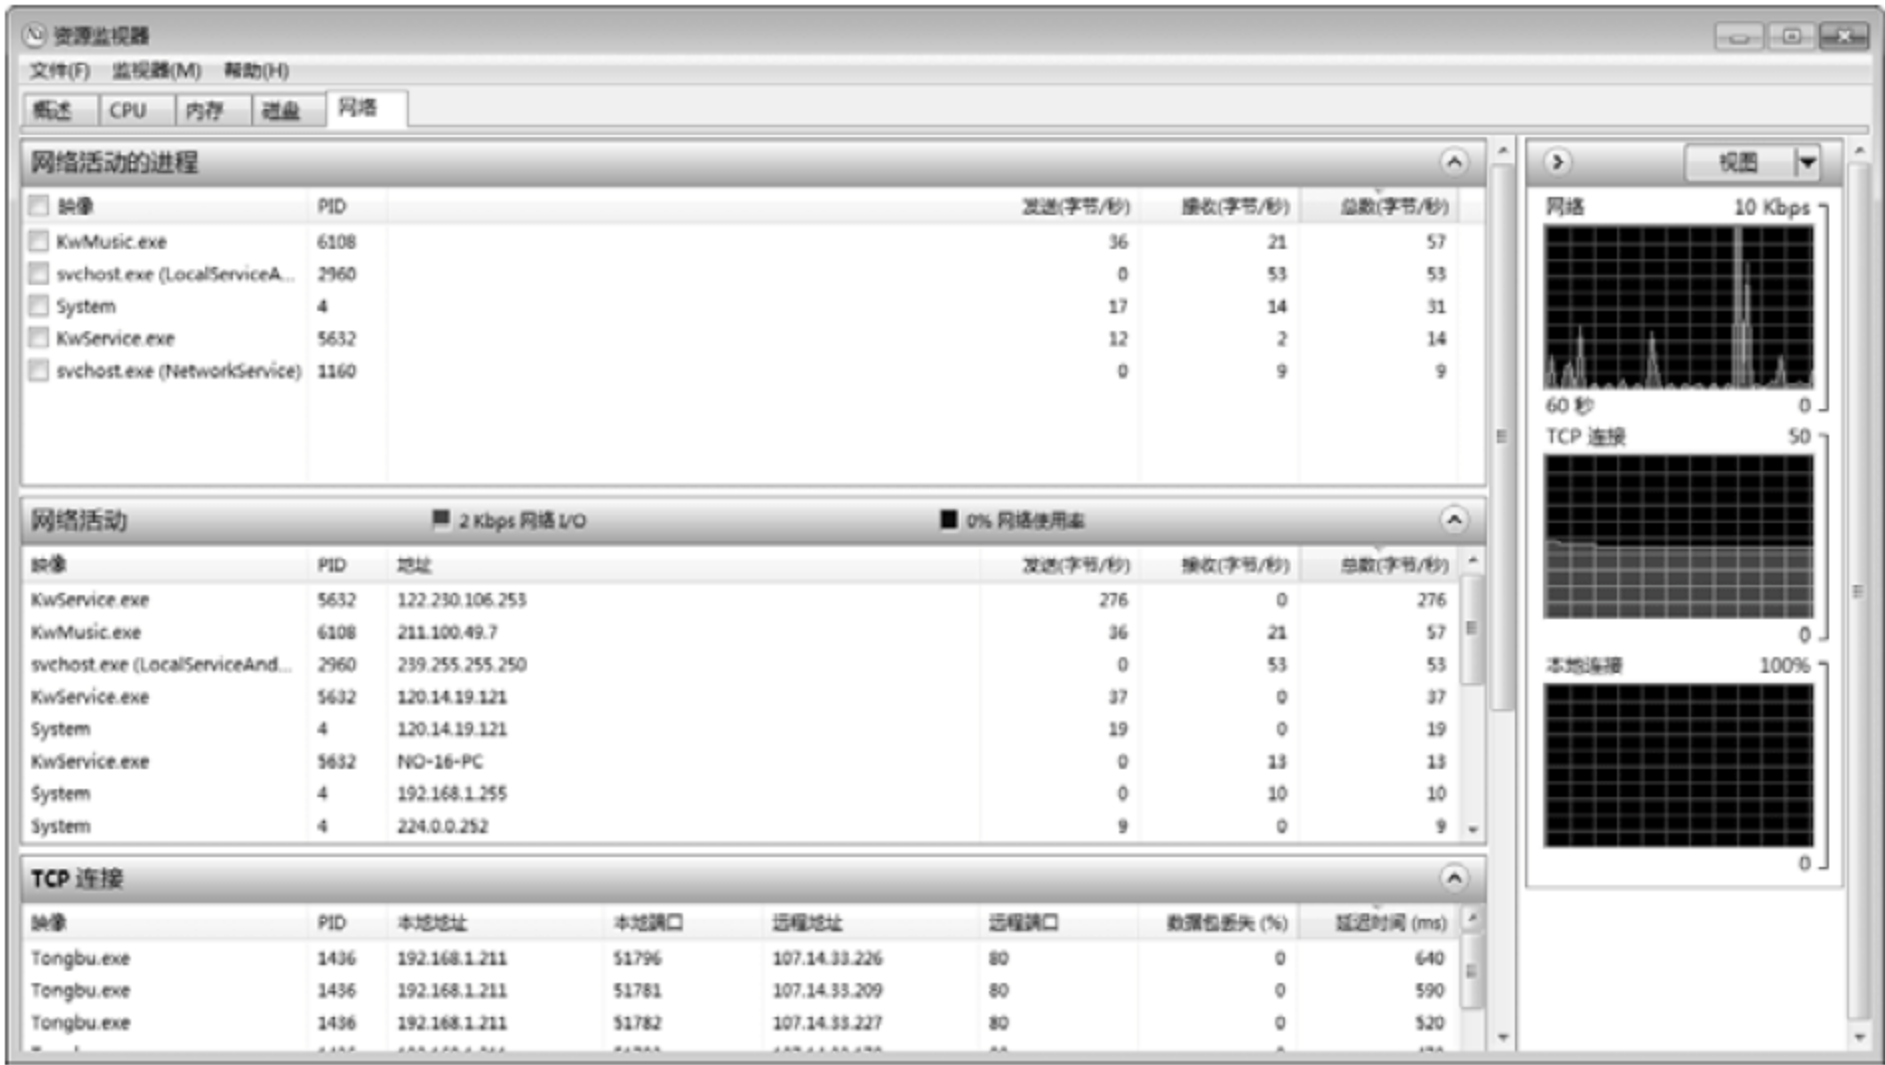 资源监视器
文件(F) 监视器(M) 帮助(H)
概述 CPU 内存 磁盘 网络
网络活动的进程
映像 PID 发送(字节/秒) 接收(字节/秒) 总数(字节/秒)
KwMusic.exe 6108 36 21 57
svchost.exe (LocalServiceA... 2960 0 53 53
System 4 17 14 31
KwService.exe 5632 12 2 14
svchost.exe (NetworkService) 1160 0 9 9
网络活动 2 Kbps 网络 I/O 0% 网络使用率
映像 PID 地址 发送(字节/秒) 接收(字节/秒) 总数(字节/秒)
KwService.exe 5632 122.230.106.253 276 0 276
KwMusic.exe 6108 211.100.49.7 36 21 57
svchost.exe (LocalServiceAnd... 2960 239.255.255.250 0 53 53
KwService.exe 5632 120.14.19.121 37 0 37
System 4 120.14.19.121 19 0 19
KwService.exe 5632 NO-16-PC 0 13 13
System 4 192.168.1.255 0 10 10
System 4 224.0.0.252 9 0 9
TCP 连接
映像 PID 本地地址 本地端口 远程地址 远程端口 数据包丢失 (%) 延迟时间 (ms)
Tongbu.exe 1436 192.168.1.211 51796 107.14.33.226 80 0 640
Tongbu.exe 1436 192.168.1.211 51781 107.14.33.209 80 0 590
Tongbu.exe 1436 192.168.1.211 51782 107.14.33.227 80 0 520
视图
网络 10 Kbps
60 秒 0
TCP 连接 50
0
本地连接 100%
0